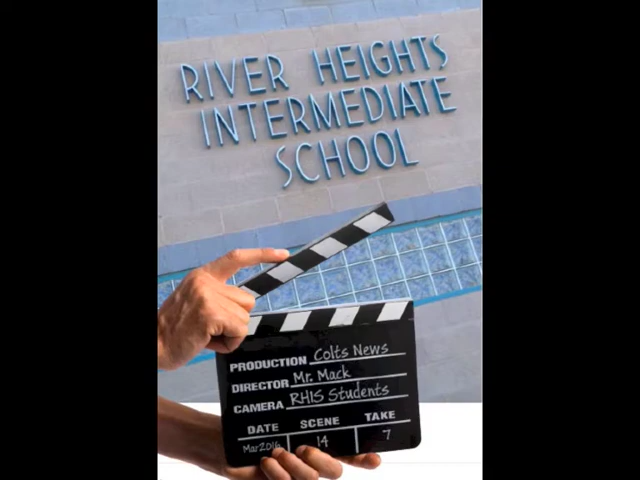 RIVER HEIGHTS
INTERMEDIATE
SCHOOL
PRODUCTION Colts News
DIRECTOR Mr. Mack
CAMERA RHIS Students
DATE SCENE TAKE
Mar2016 14 7